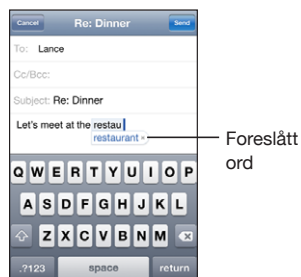 Cancel Re: Dinner Send
To: Lance
Cc/Bcc:
Subject: Re: Dinner
Let's meet at the restau
restaurant ×
Foreslått
ord
Q W E R T Y U I O P
A S D F G H J K L
Z X C V B N M
.?123 space return